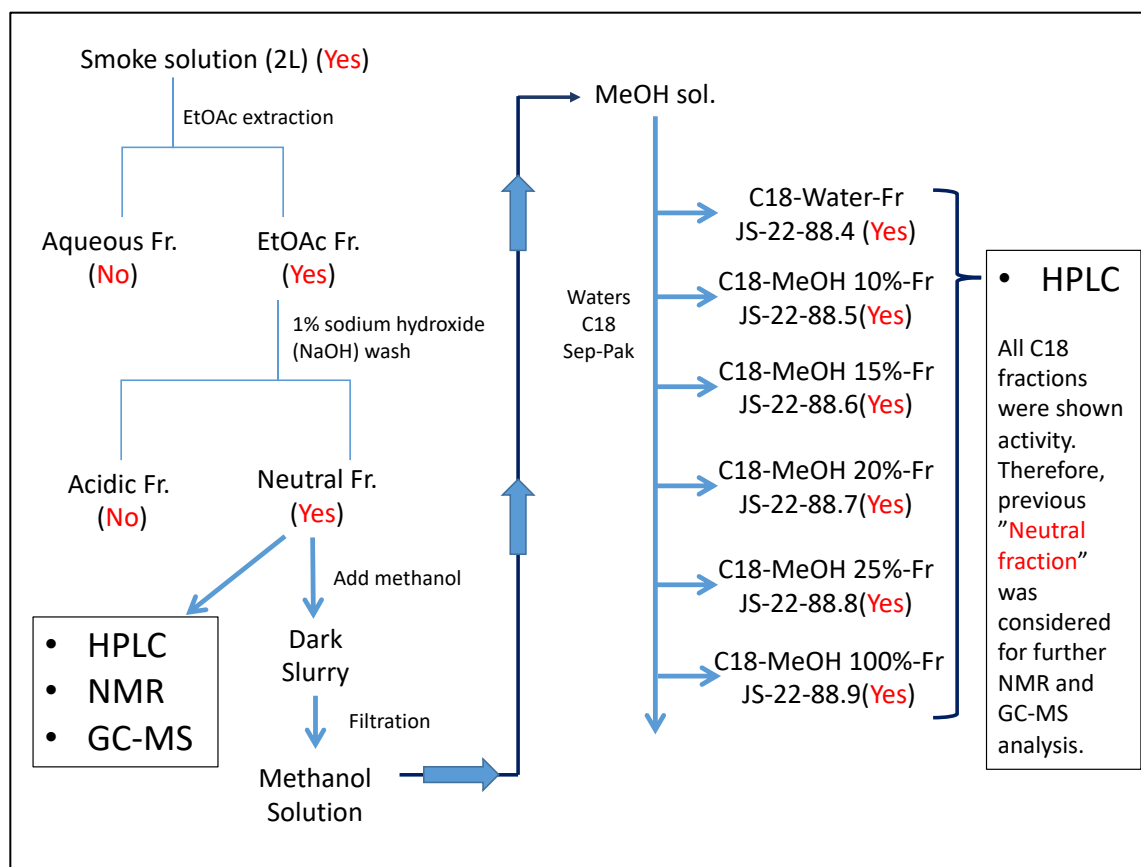 Smoke solution (2L) (Yes)
EtOAc extraction
Aqueous Fr.
(No)
EtOAc Fr.
(Yes)
1% sodium hydroxide
(NaOH) wash
Acidic Fr.
(No)
Neutral Fr.
(Yes)
• HPLC
• NMR
• GC-MS
Add methanol
Dark
Slurry
Filtration
Methanol
Solution
MeOH sol.
Waters
C18
Sep-Pak
C18-Water-Fr
JS-22-88.4 (Yes)
C18-MeOH 10%-Fr
JS-22-88.5(Yes)
C18-MeOH 15%-Fr
JS-22-88.6(Yes)
C18-MeOH 20%-Fr
JS-22-88.7(Yes)
C18-MeOH 25%-Fr
JS-22-88.8(Yes)
C18-MeOH 100%-Fr
JS-22-88.9(Yes)
• HPLC
All C18
fractions
were shown
activity.
Therefore,
previous
”Neutral
fraction”
was
considered
for further
NMR and
GC-MS
analysis.